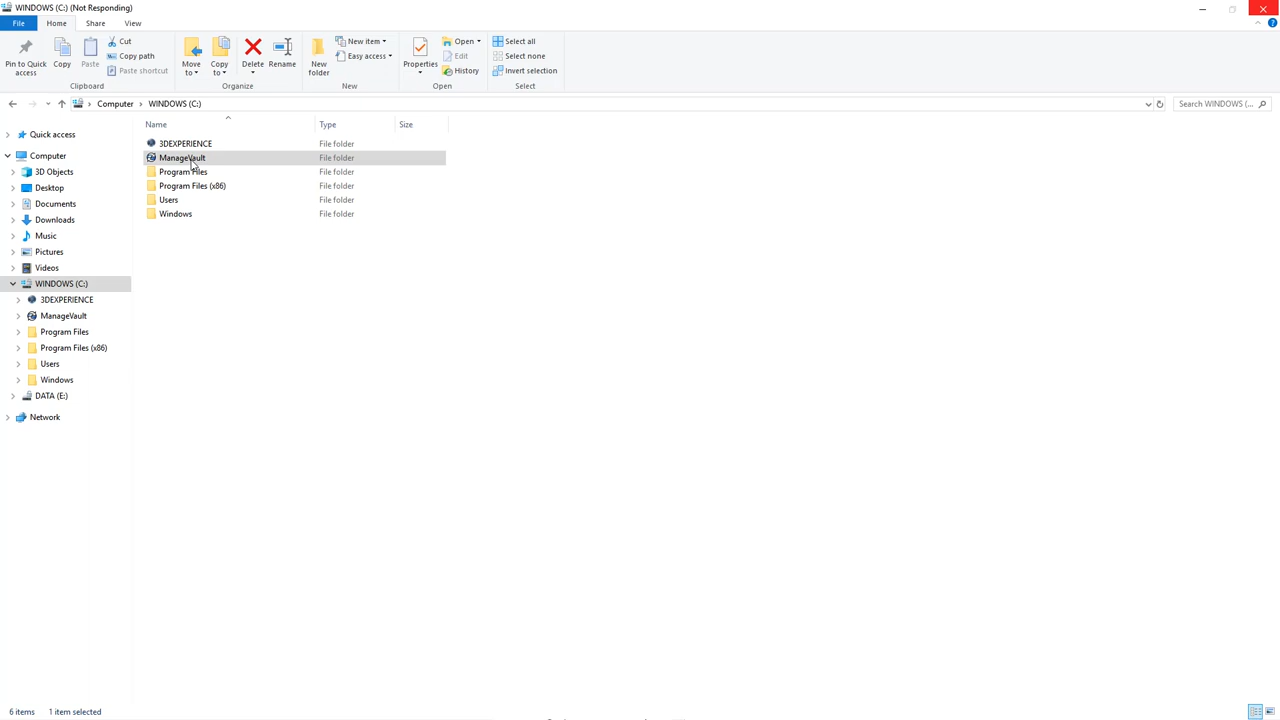 WINDOWS (C:) (Not Responding)
File Home Share View
Pin to Quick access
Copy
Paste
Cut
Copy path
Paste shortcut
Clipboard
Move to
Copy to
Delete
Rename
Organize
New folder
New item
Easy access
New
Properties
Open
Edit
History
Open
Select all
Select none
Invert selection
Select
Computer WINDOWS (C:)
Search WINDOWS (...
Name Type Size
3DEXPERIENCE File folder
ManageVault File folder
Program Files File folder
Program Files (x86) File folder
Users File folder
Windows File folder
Quick access
Computer
3D Objects
Desktop
Documents
Downloads
Music
Pictures
Videos
WINDOWS (C:)
3DEXPERIENCE
ManageVault
Program Files
Program Files (x86)
Users
Windows
DATA (E:)
Network
6 items 1 item selected